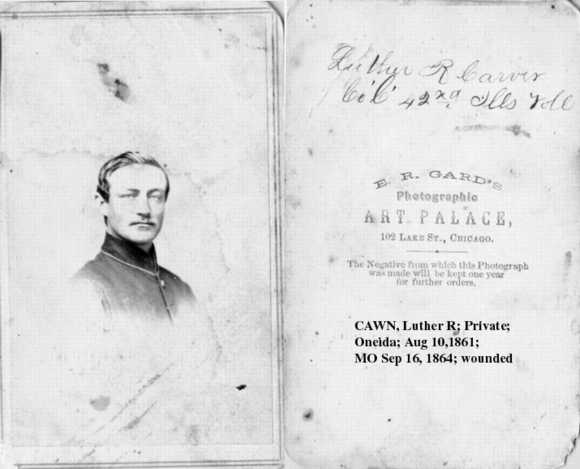 Luther R Carver
Co C 42nd Ills Vol
E. R. GARD'S
Photographic
ART PALACE,
102 LAKE ST., CHICAGO.
The Negative from which this Photograph
was made will be kept one year
for further orders.
CAWN, Luther R; Private;
Oneida; Aug 10,1861;
MO Sep 16, 1864; wounded